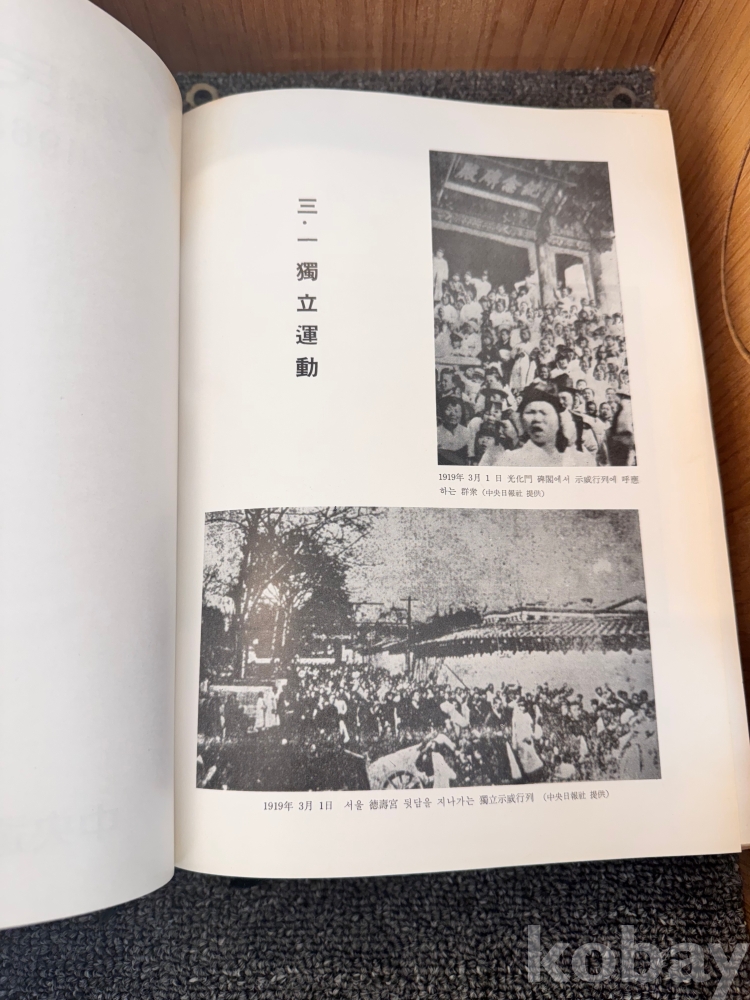 三·一獨立運動
1919年 3月 1日 光化門 碑閣에서 示威行列에 呼應
하는 群衆 (中央日報社 提供)
1919年 3月 1日 서울 德壽宮 뒷담을 지나가는 獨立示威行列 (中央日報社 提供)
kobay